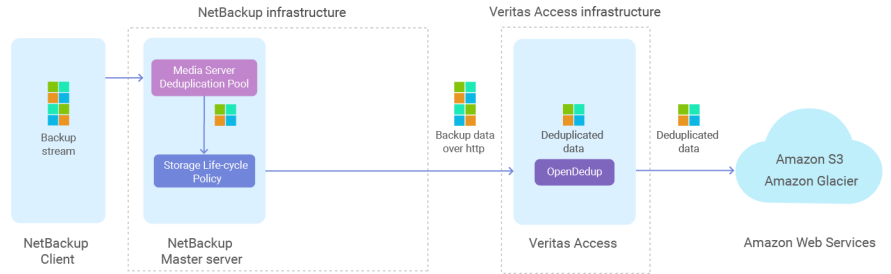 NetBackup infrastructure
Veritas Access infrastructure
Media Server
Deduplication Pool
Backup
stream
Storage Life-cycle
Policy
Backup data
over http
Deduplicated
data
OpenDedup
Deduplicated
data
Amazon S3
Amazon Glacier
NetBackup
Client
NetBackup
Master server
Veritas Access
Amazon Web Services